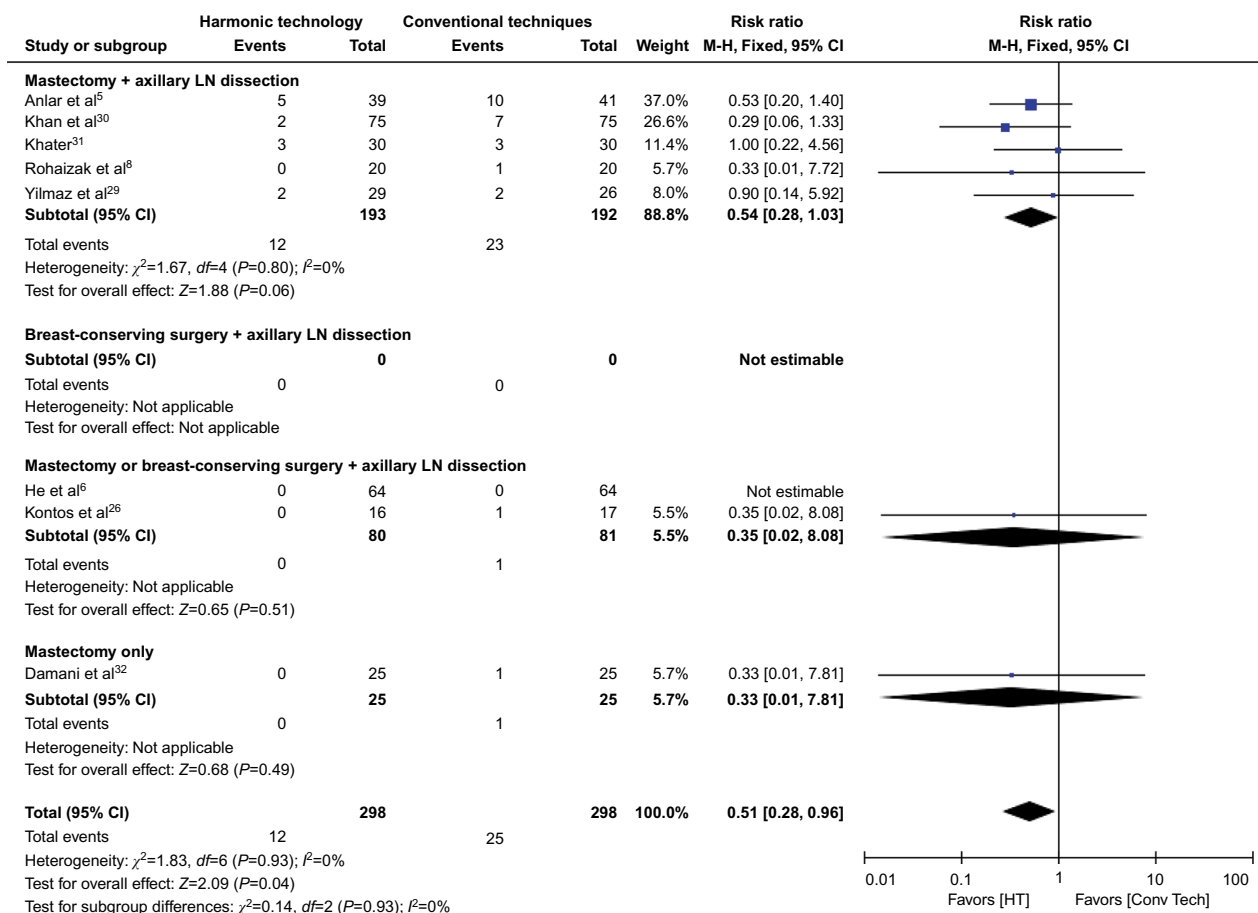 Harmonic technology Conventional techniques Risk ratio Risk ratio
Study or subgroup Events Total Events Total Weight M-H, Fixed, 95% CI M-H, Fixed, 95% CI
Mastectomy + axillary LN dissection
Anlar et al⁵ 5 39 10 41 37.0% 0.53 [0.20, 1.40]
Khan et al³⁰ 2 75 7 75 26.6% 0.29 [0.06, 1.33]
Khater³¹ 3 30 3 30 11.4% 1.00 [0.22, 4.56]
Rohaizak et al⁸ 0 20 1 20 5.7% 0.33 [0.01, 7.72]
Yilmaz et al²⁹ 2 29 2 26 8.0% 0.90 [0.14, 5.92]
Subtotal (95% CI) 193 192 88.8% 0.54 [0.28, 1.03]
Total events 12 23
Heterogeneity: χ²=1.67, df=4 (P=0.80); I²=0%
Test for overall effect: Z=1.88 (P=0.06)
Breast-conserving surgery + axillary LN dissection
Subtotal (95% CI) 0 0 Not estimable
Total events 0 0
Heterogeneity: Not applicable
Test for overall effect: Not applicable
Mastectomy or breast-conserving surgery + axillary LN dissection
He et al⁶ 0 64 0 64 Not estimable
Kontos et al²⁶ 0 16 1 17 5.5% 0.35 [0.02, 8.08]
Subtotal (95% CI) 80 81 5.5% 0.35 [0.02, 8.08]
Total events 0 1
Heterogeneity: Not applicable
Test for overall effect: Z=0.65 (P=0.51)
Mastectomy only
Damani et al³² 0 25 1 25 5.7% 0.33 [0.01, 7.81]
Subtotal (95% CI) 25 25 5.7% 0.33 [0.01, 7.81]
Total events 0 1
Heterogeneity: Not applicable
Test for overall effect: Z=0.68 (P=0.49)
Total (95% CI) 298 298 100.0% 0.51 [0.28, 0.96]
Total events 12 25
Heterogeneity: χ²=1.83, df=6 (P=0.93); I²=0%
Test for overall effect: Z=2.09 (P=0.04)
Test for subgroup differences: χ²=0.14, df=2 (P=0.93); I²=0%
0.01 0.1 1 10 100
Favors [HT] Favors [Conv Tech]